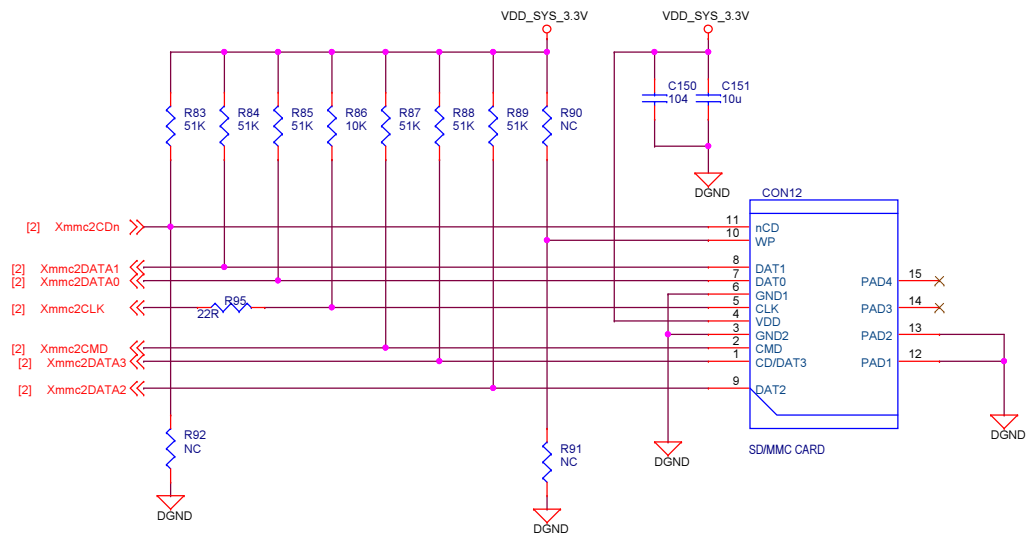 VDD_SYS_3.3V
VDD_SYS_3.3V
R83
51K
R84
51K
R85
51K
R86
10K
R87
51K
R88
51K
R89
51K
R90
NC
C150
104
C151
10u
DGND
CON12
[2] Xmmc2CDn
11
nCD
10
WP
[2] Xmmc2DATA1
8
DAT1
[2] Xmmc2DATA0
7
DAT0
6
GND1
[2] Xmmc2CLK
R95
22R
5
CLK
4
VDD
3
GND2
[2] Xmmc2CMD
2
CMD
[2] Xmmc2DATA3
1
CD/DAT3
[2] Xmmc2DATA2
9
DAT2
PAD4
15
PAD3
14
PAD2
13
PAD1
12
R92
NC
R91
NC
SD/MMC CARD
DGND
DGND
DGND
DGND